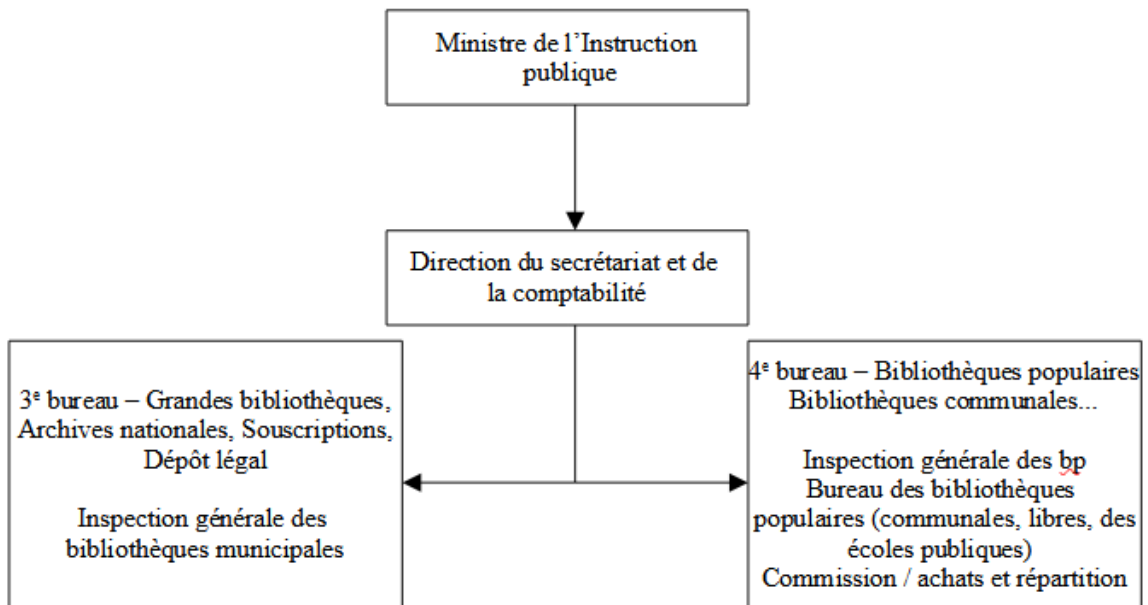 Ministre de l’Instruction
publique
Direction du secrétariat et de
la comptabilité
3ᵉ bureau – Grandes bibliothèques,
Archives nationales, Souscriptions,
Dépôt légal
Inspection générale des
bibliothèques municipales
4ᵉ bureau – Bibliothèques populaires
Bibliothèques communales...
Inspection générale des bp
Bureau des bibliothèques
populaires (communales, libres, des
écoles publiques)
Commission / achats et répartition